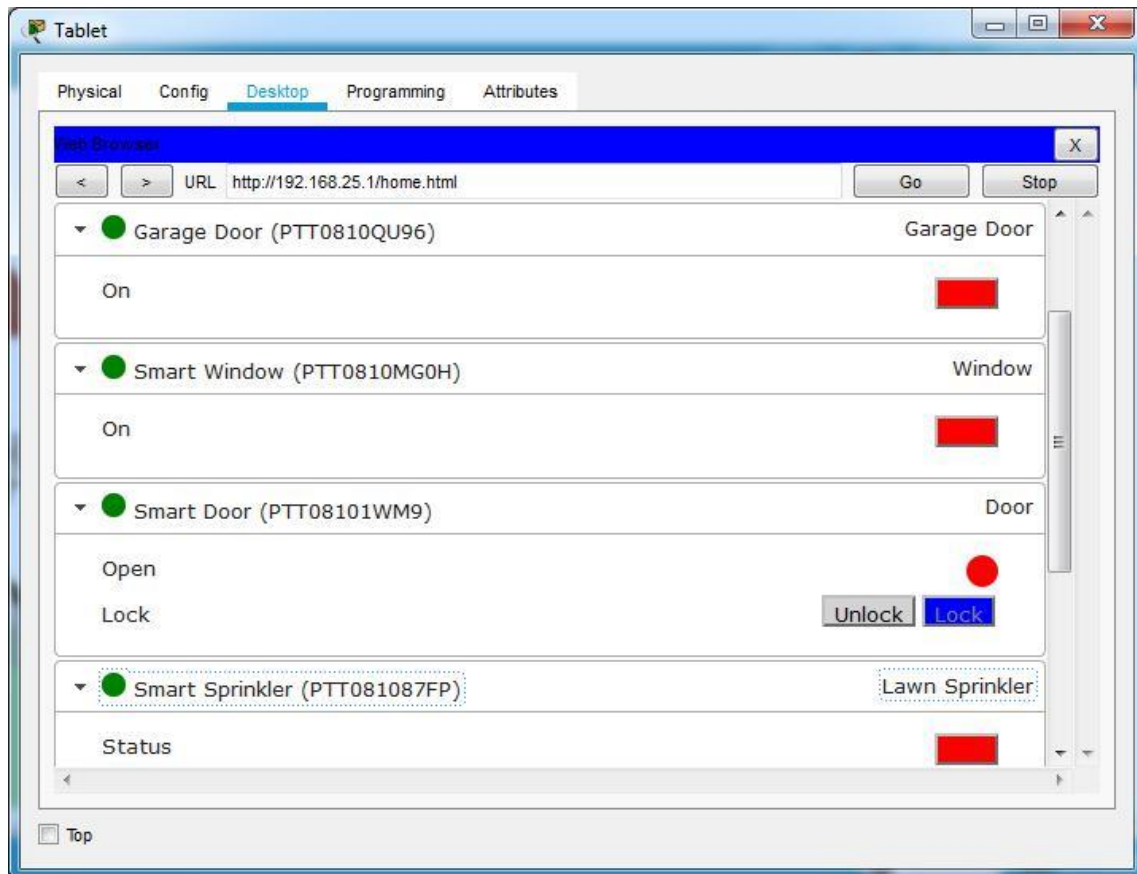 Tablet
Physical Config Desktop Programming Attributes
Web Browser X
< > URL http://192.168.25.1/home.html Go Stop
Garage Door (PTT0810QU96) Garage Door
On
Smart Window (PTT0810MG0H) Window
On
Smart Door (PTT08101WM9) Door
Open
Lock Unlock Lock
Smart Sprinkler (PTT081087FP) Lawn Sprinkler
Status
Top